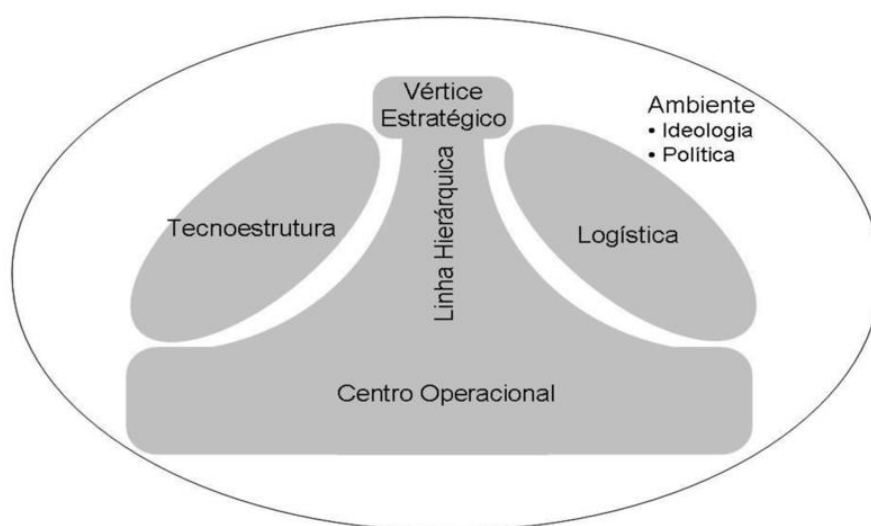 Vértice
Estratégico
Ambiente
• Ideologia
• Política
Linha Hierárquica
Tecnoestrutura
Logística
Centro Operacional